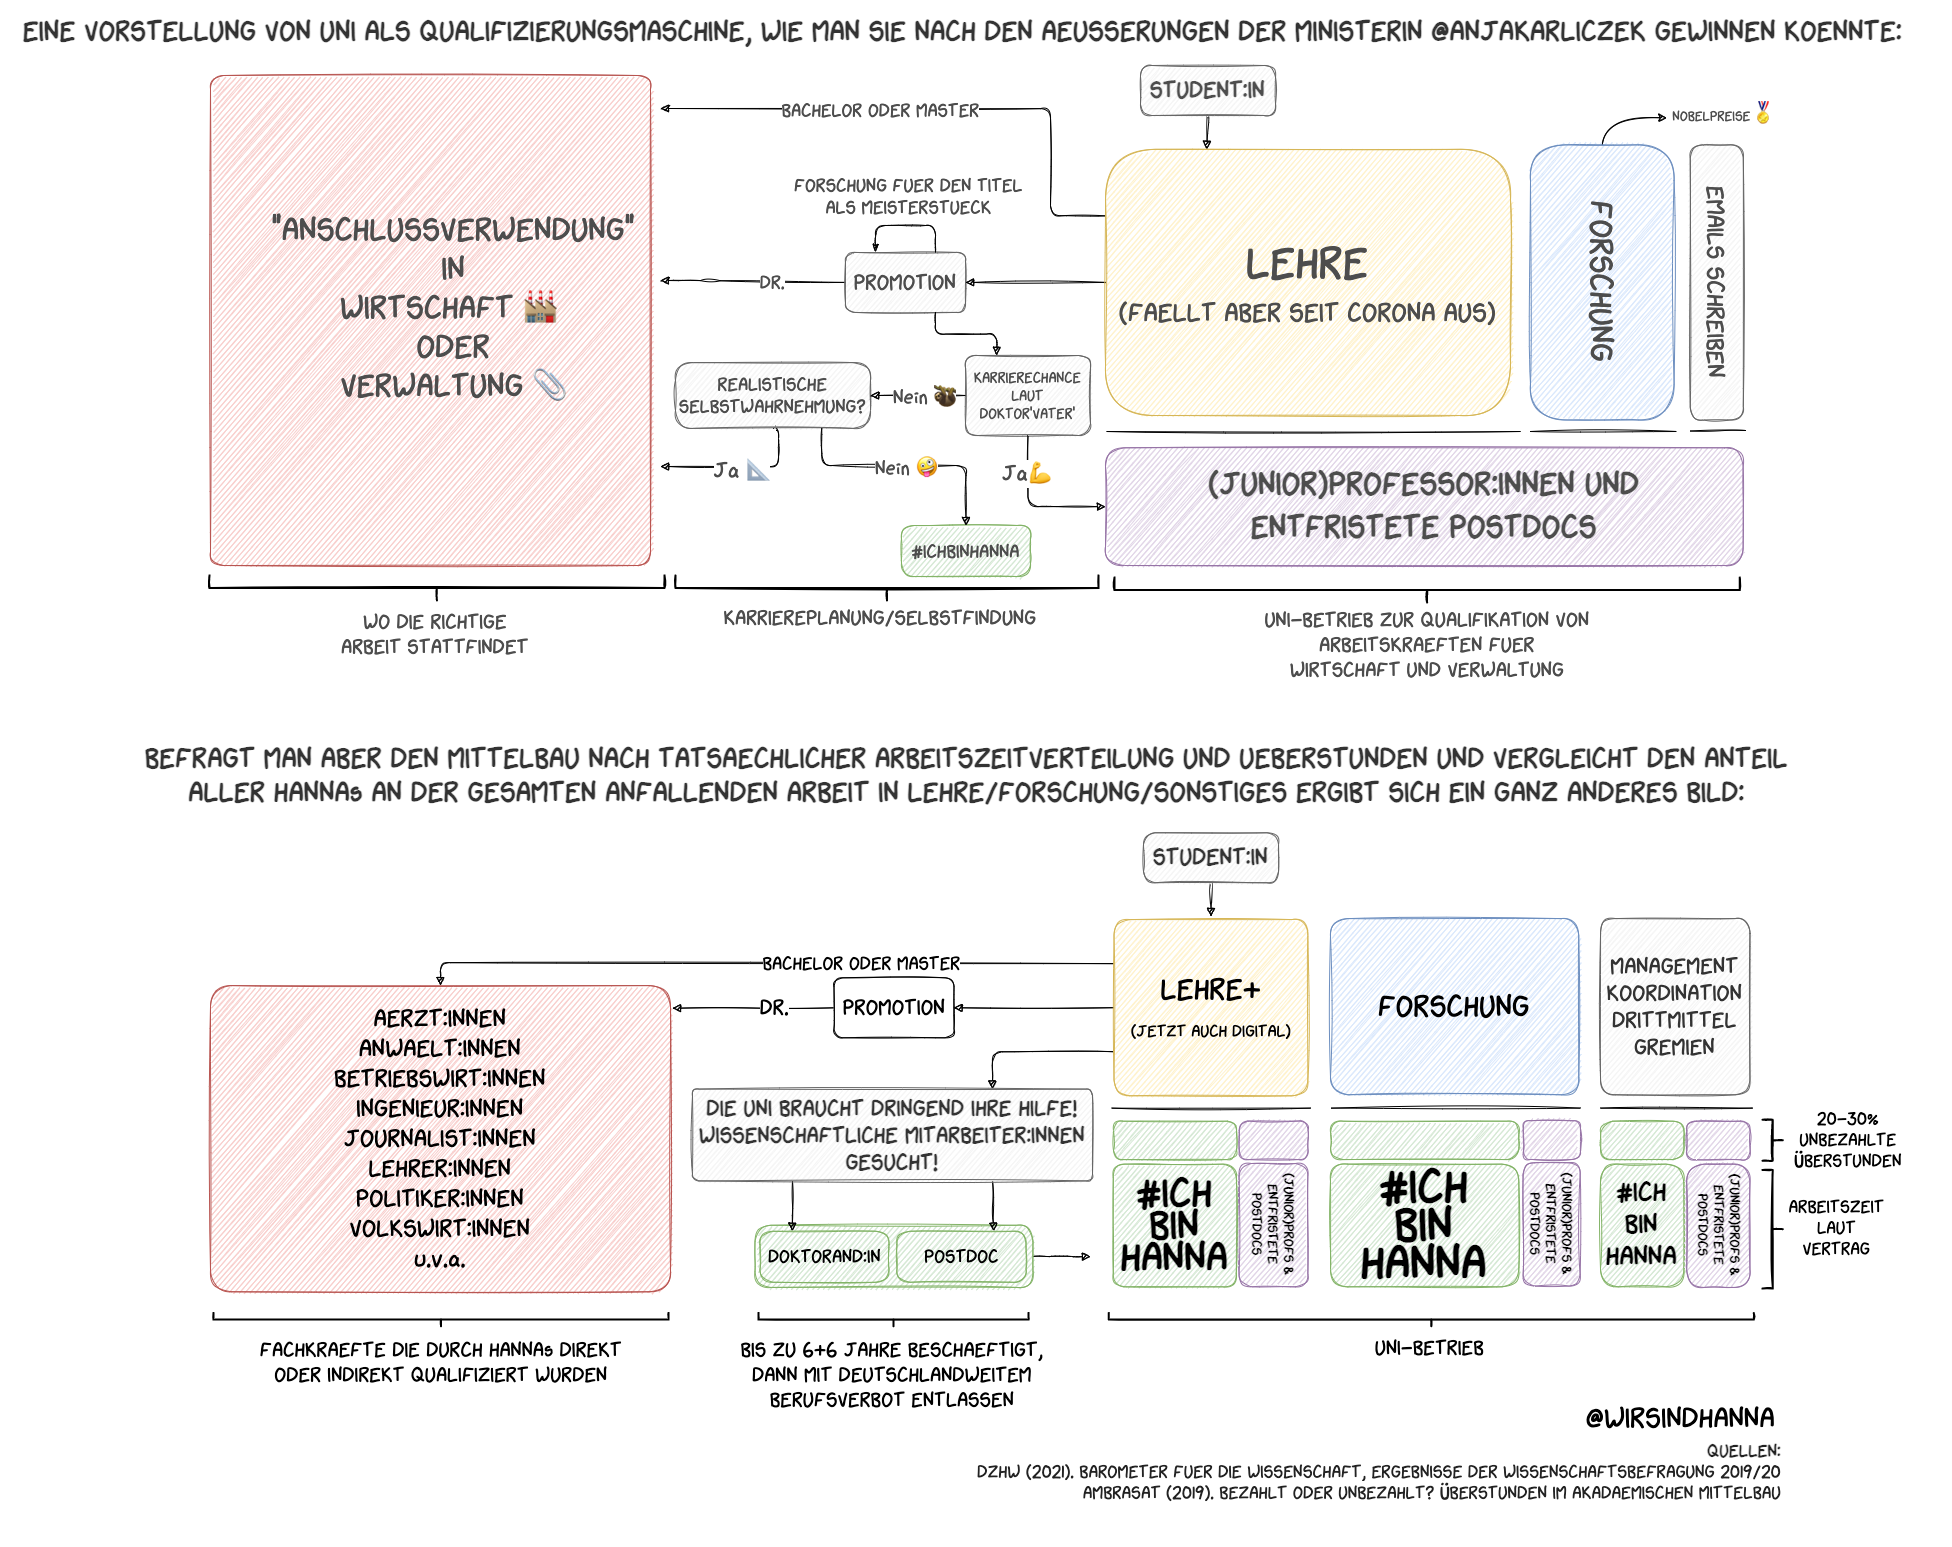 EINE VORSTELLUNG VON UNI ALS QUALIFIZIERUNGSMASCHINE, WIE MAN SIE NACH DEN AEUSSERUNGEN DER MINISTERIN @ANJAKARLICZEK GEWINNEN KOENNTE:
"ANSCHLUSSVERWENDUNG"
IN
WIRTSCHAFT 🏭
ODER
VERWALTUNG 📎
BACHELOR ODER MASTER
FORSCHUNG FUER DEN TITEL
ALS MEISTERSTUECK
PROMOTION
DR.
KARRIERECHANCE
LAUT
DOKTOR'VATER'
Nein 🦥
REALISTISCHE
SELBSTWAHRNEHMUNG?
Ja 📐
Nein 🤪
Ja 💪
#ICHBINHANNA
STUDENT:IN
LEHRE
(FAELLT ABER SEIT CORONA AUS)
FORSCHUNG
NOBELPREISE 🏅
EMAILS SCHREIBEN
(JUNIOR)PROFESSOR:INNEN UND
ENTFRISTETE POSTDOCS
WO DIE RICHTIGE
ARBEIT STATTFINDET
KARRIEREPLANUNG/SELBSTFINDUNG
UNI-BETRIEB ZUR QUALIFIKATION VON
ARBEITSKRAEFTEN FUER
WIRTSCHAFT UND VERWALTUNG
BEFRAGT MAN ABER DEN MITTELBAU NACH TATSAECHLICHER ARBEITSZEITVERTEILUNG UND UEBERSTUNDEN UND VERGLEICHT DEN ANTEIL
ALLER HANNAs AN DER GESAMTEN ANFALLENDEN ARBEIT IN LEHRE/FORSCHUNG/SONSTIGES ERGIBT SICH EIN GANZ ANDERES BILD:
STUDENT:IN
BACHELOR ODER MASTER
DR.
PROMOTION
LEHRE+
(JETZT AUCH DIGITAL)
FORSCHUNG
MANAGEMENT
KOORDINATION
DRITTMITTEL
GREMIEN
AERZT:INNEN
ANWAELT:INNEN
BETRIEBSWIRT:INNEN
INGENIEUR:INNEN
JOURNALIST:INNEN
LEHRER:INNEN
POLITIKER:INNEN
VOLKSWIRT:INNEN
u.v.a.
DIE UNI BRAUCHT DRINGEND IHRE HILFE!
WISSENSCHAFTLICHE MITARBEITER:INNEN
GESUCHT!
DOKTORAND:IN
POSTDOC
#ICH
BIN
HANNA
(JUNIOR)PROFS &
ENTFRISTETE
POSTDOCS
#ICH
BIN
HANNA
(JUNIOR)PROFS &
ENTFRISTETE
POSTDOCS
#ICH
BIN
HANNA
(JUNIOR)PROFS &
ENTFRISTETE
POSTDOCS
20-30%
UNBEZAHLTE
ÜBERSTUNDEN
ARBEITSZEIT
LAUT
VERTRAG
FACHKRAEFTE DIE DURCH HANNAs DIREKT
ODER INDIREKT QUALIFIZIERT WURDEN
BIS ZU 6+6 JAHRE BESCHAEFTIGT,
DANN MIT DEUTSCHLANDWEITEM
BERUFSVERBOT ENTLASSEN
UNI-BETRIEB
@WIRSINDHANNA
QUELLEN:
DZHW (2021). BAROMETER FUER DIE WISSENSCHAFT, ERGEBNISSE DER WISSENSCHAFTSBEFRAGUNG 2019/20
AMBRASAT (2019). BEZAHLT ODER UNBEZAHLT? ÜBERSTUNDEN IM AKADAEMISCHEN MITTELBAU